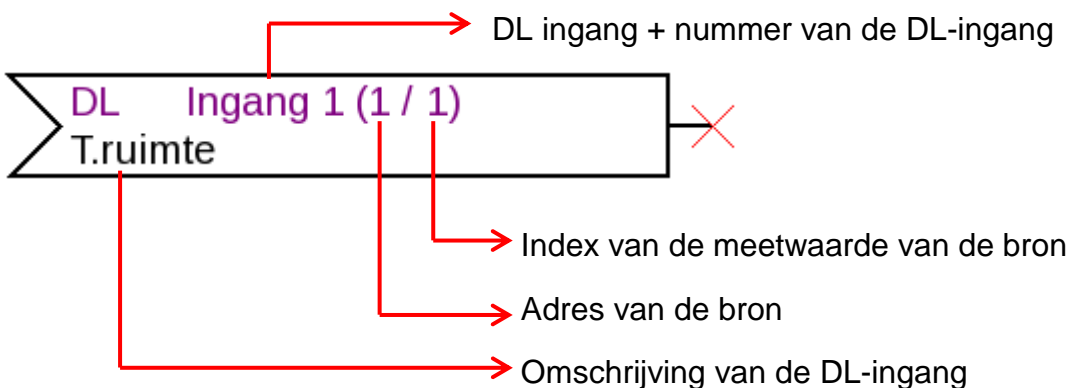 DL ingang + nummer van de DL-ingang
DL Ingang 1 (1 / 1)
T.ruimte
Index van de meetwaarde van de bron
Adres van de bron
Omschrijving van de DL-ingang